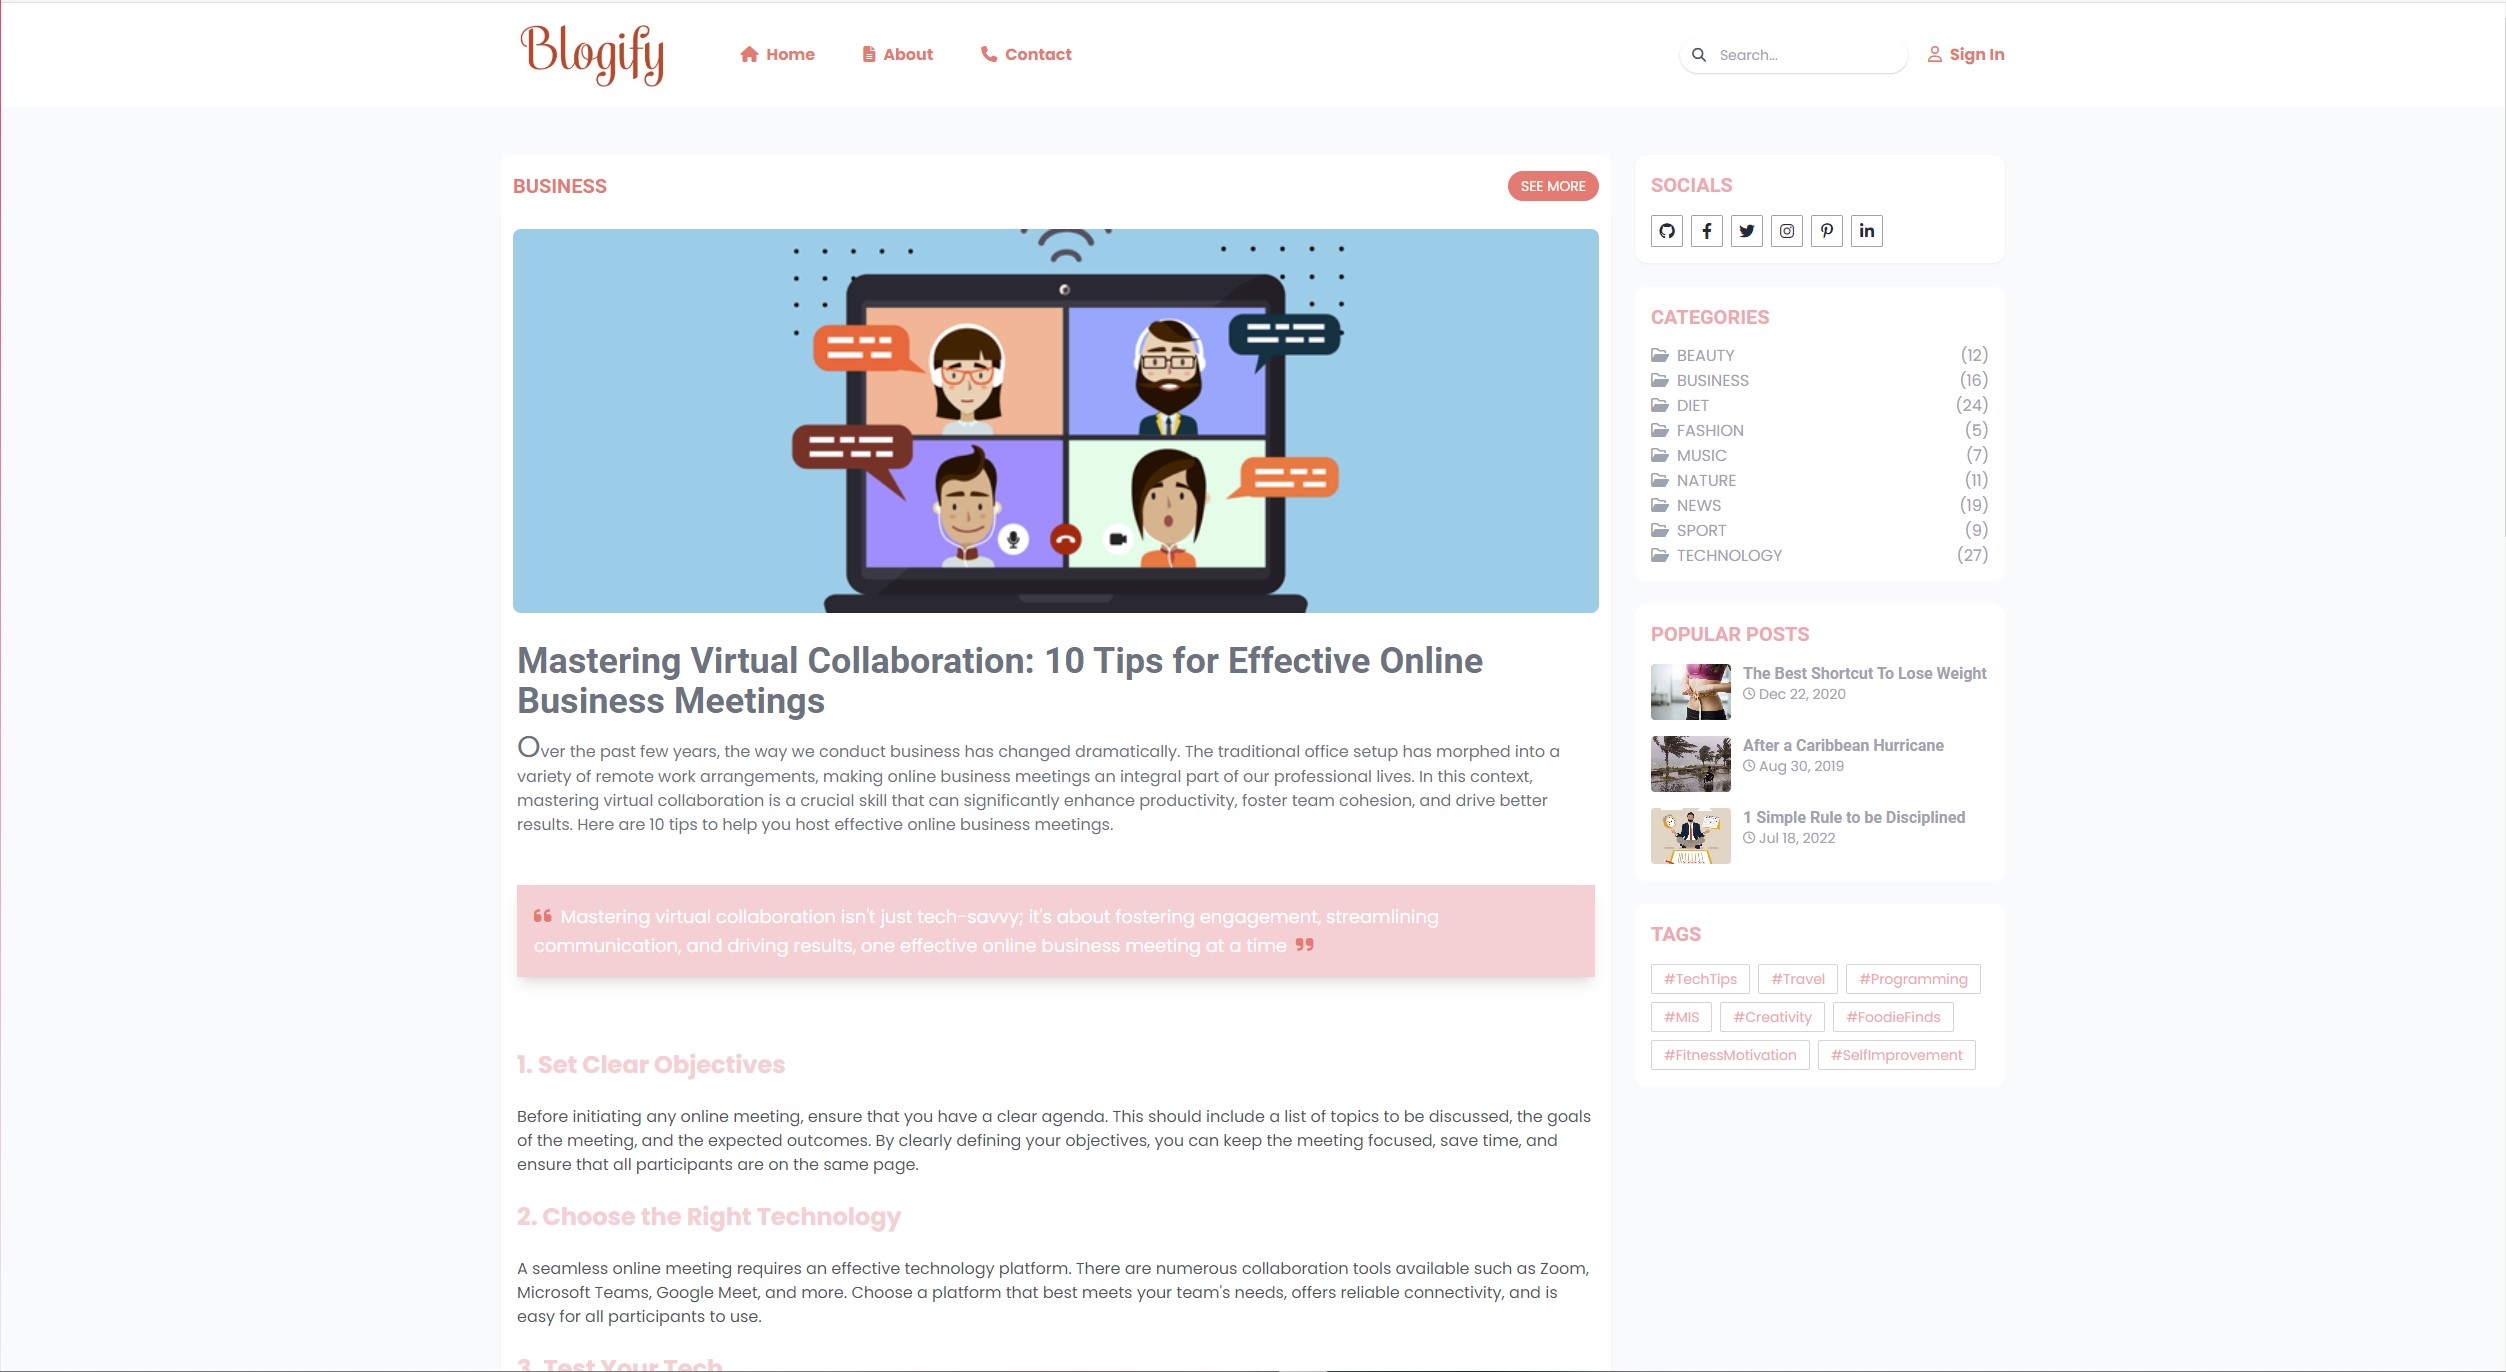 Blogify
Home
About
Contact
Search...
Sign In
BUSINESS
SEE MORE
Mastering Virtual Collaboration: 10 Tips for Effective Online
Business Meetings
Over the past few years, the way we conduct business has changed dramatically. The traditional office setup has morphed into a
variety of remote work arrangements, making online business meetings an integral part of our professional lives. In this context,
mastering virtual collaboration is a crucial skill that can significantly enhance productivity, foster team cohesion, and drive better
results. Here are 10 tips to help you host effective online business meetings.
❝ Mastering virtual collaboration isn't just tech-savvy; it's about fostering engagement, streamlining
communication, and driving results, one effective online business meeting at a time ❞
1. Set Clear Objectives
Before initiating any online meeting, ensure that you have a clear agenda. This should include a list of topics to be discussed, the goals
of the meeting, and the expected outcomes. By clearly defining your objectives, you can keep the meeting focused, save time, and
ensure that all participants are on the same page.
2. Choose the Right Technology
A seamless online meeting requires an effective technology platform. There are numerous collaboration tools available such as Zoom,
Microsoft Teams, Google Meet, and more. Choose a platform that best meets your team's needs, offers reliable connectivity, and is
easy for all participants to use.
3. Test Your Tech
SOCIALS
CATEGORIES
BEAUTY (12)
BUSINESS (16)
DIET (24)
FASHION (5)
MUSIC (7)
NATURE (11)
NEWS (19)
SPORT (9)
TECHNOLOGY (27)
POPULAR POSTS
The Best Shortcut To Lose Weight
Dec 22, 2020
After a Caribbean Hurricane
Aug 30, 2019
1 Simple Rule to be Disciplined
Jul 18, 2022
TAGS
#TechTips #Travel #Programming
#MIS #Creativity #FoodieFinds
#FitnessMotivation #SelfImprovement